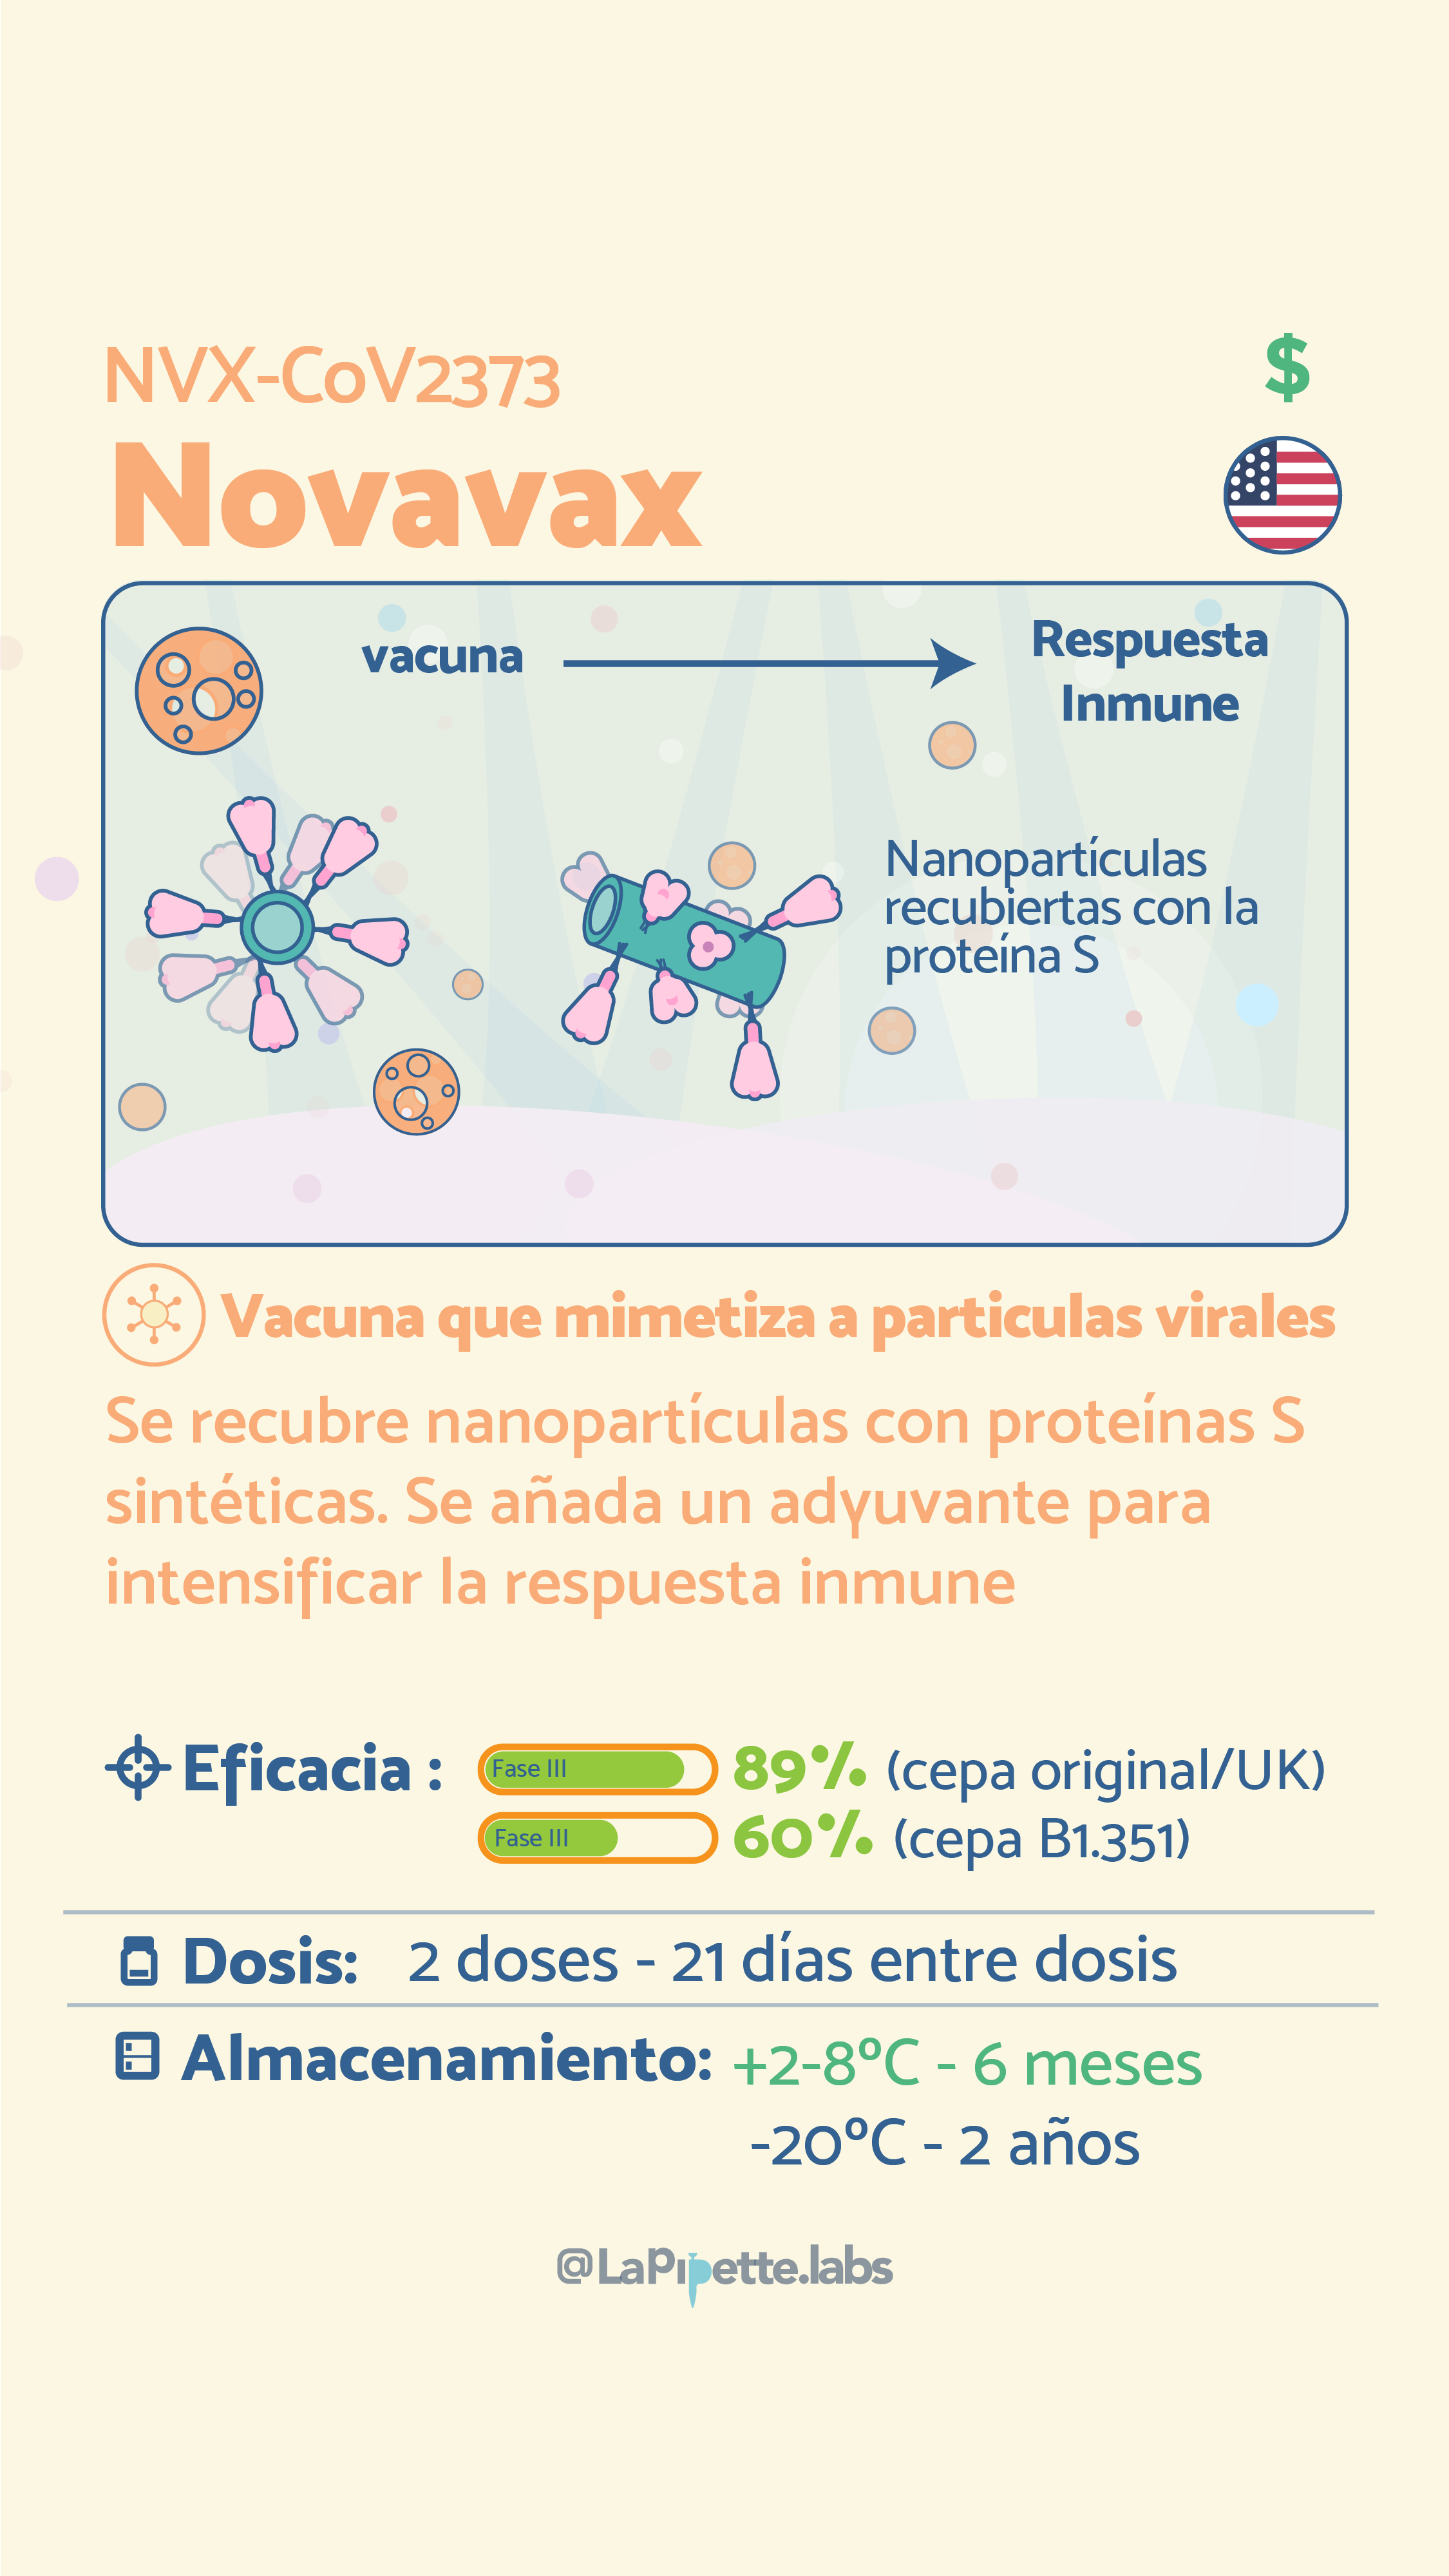 NVX-CoV2373
$
Novavax
vacuna
Respuesta
Inmune
Nanopartículas
recubiertas con la
proteína S
Vacuna que mimetiza a particulas virales
Se recubre nanopartículas con proteínas S
sintéticas. Se añada un adyuvante para
intensificar la respuesta inmune
Eficacia : Fase III 89% (cepa original/UK)
Fase III 60% (cepa B1.351)
Dosis: 2 doses - 21 días entre dosis
Almacenamiento: +2-8ºC - 6 meses
-20ºC - 2 años
@LaPipette.labs